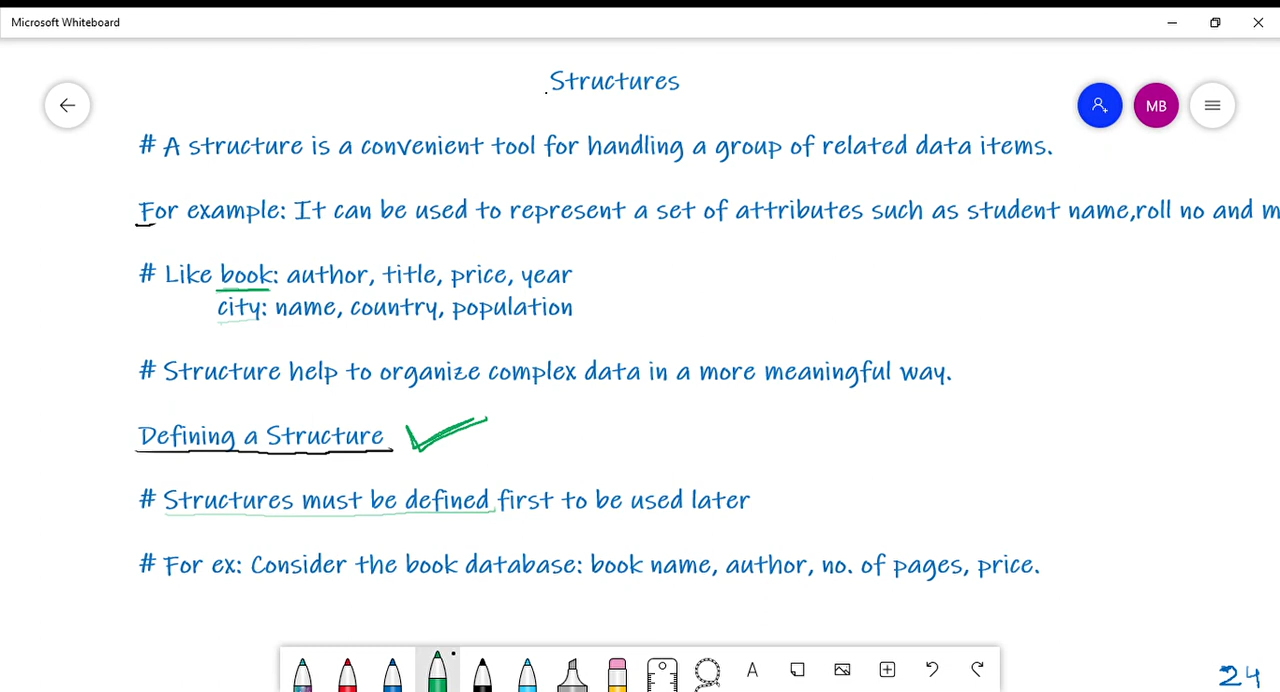 Microsoft Whiteboard
Structures
MB
# A structure is a convenient tool for handling a group of related data items.
For example: It can be used to represent a set of attributes such as student name,roll no and m
# Like book: author, title, price, year
city: name, country, population
# Structure help to organize complex data in a more meaningful way.
Defining a Structure
# Structures must be defined first to be used later
# For ex: Consider the book database: book name, author, no. of pages, price.
A
24